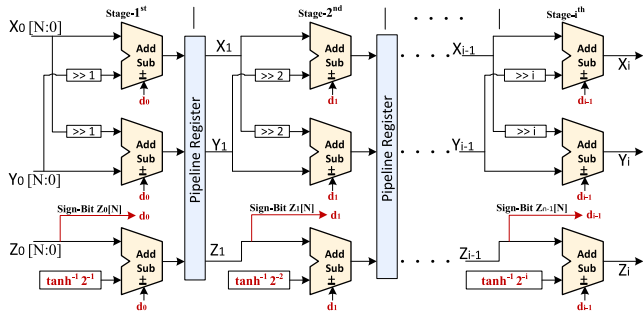 Stage-1st
Stage-2nd
Stage-ith
X0 [N:0]
>> 1
Add
Sub
±
d0
X1
>> 2
Add
Sub
±
d1
Xi-1
>> i
Add
Sub
±
di-1
Xi
Pipeline Register
Pipeline Register
>> 1
Add
Sub
±
d0
Y0 [N:0]
Y1
>> 2
Add
Sub
±
d1
Yi-1
>> i
Add
Sub
±
di-1
Yi
Sign-Bit Z0[N]
d0
Sign-Bit Z1[N]
d1
Sign-Bit Zn-1[N]
di-1
Z0 [N:0]
tanh-1 2-1
Add
Sub
±
d0
Z1
tanh-1 2-2
Add
Sub
±
d1
Zi-1
tanh-1 2-i
Add
Sub
±
di-1
Zi